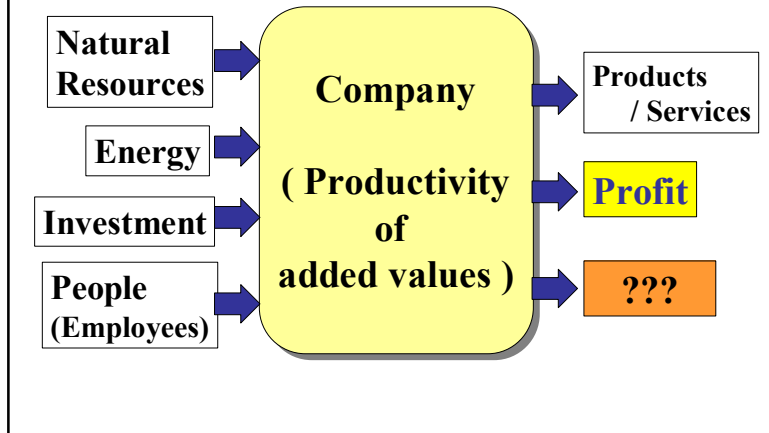 Natural
Resources
Energy
Investment
People
(Employees)
Company
( Productivity
of
added values )
Products
/ Services
Profit
???